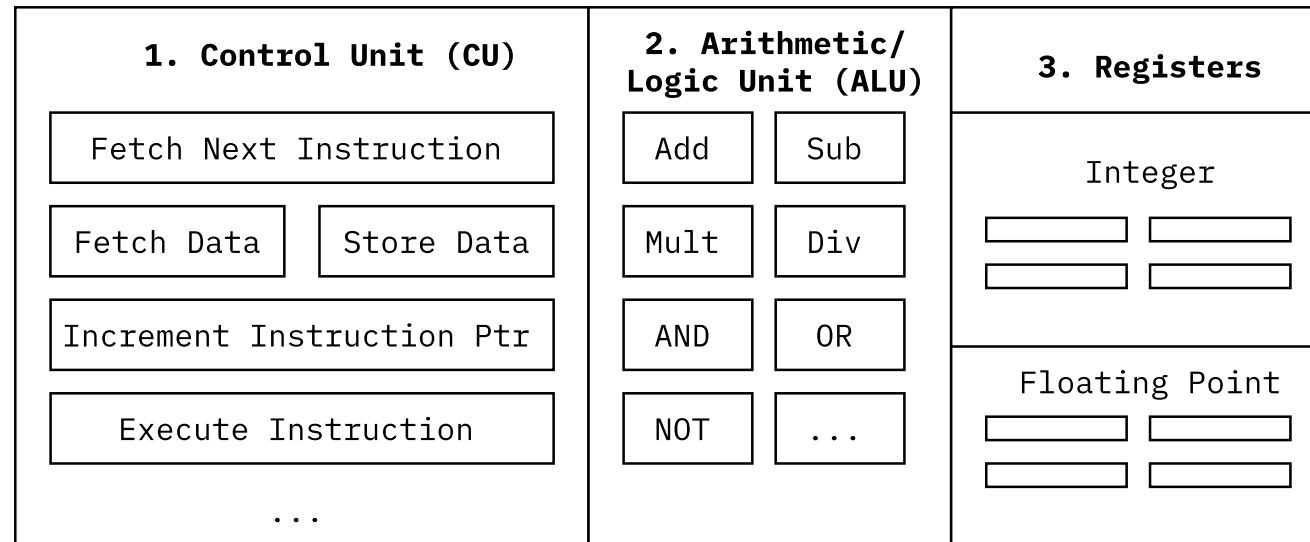 1. Control Unit (CU)
Fetch Next Instruction
Fetch Data
Store Data
Increment Instruction Ptr
Execute Instruction
...
2. Arithmetic/
Logic Unit (ALU)
Add
Sub
Mult
Div
AND
OR
NOT
...
3. Registers
Integer
Floating Point